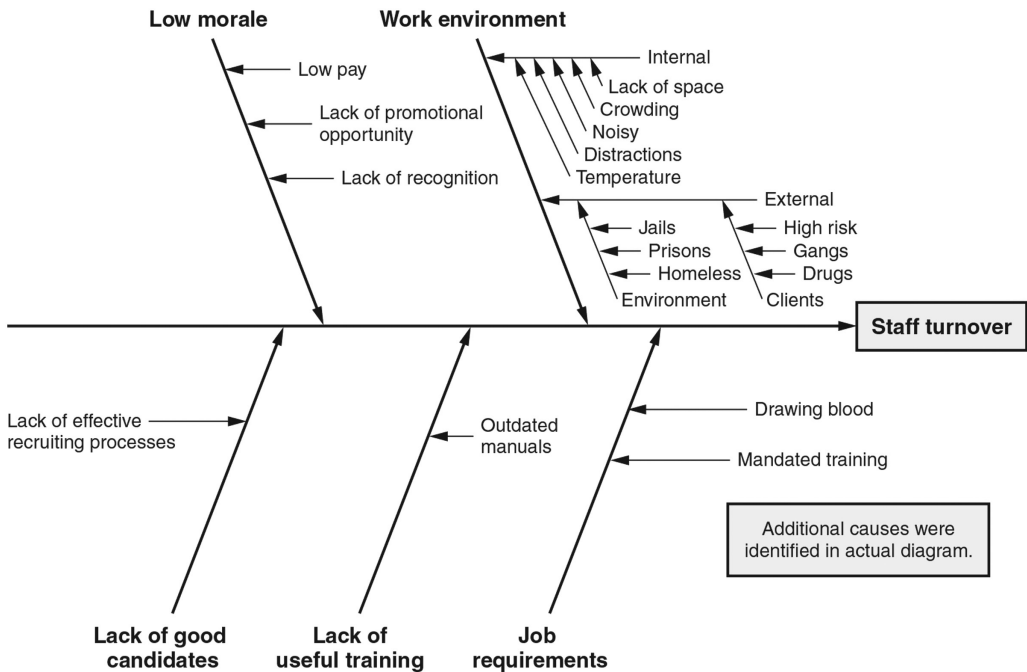 Low morale
Work environment
Low pay
Lack of promotional
opportunity
Lack of recognition
Internal
Lack of space
Crowding
Noisy
Distractions
Temperature
External
Jails
Prisons
Homeless
Environment
High risk
Gangs
Drugs
Clients
Staff turnover
Lack of effective
recruiting processes
Outdated
manuals
Drawing blood
Mandated training
Additional causes were
identified in actual diagram.
Lack of good
candidates
Lack of
useful training
Job
requirements